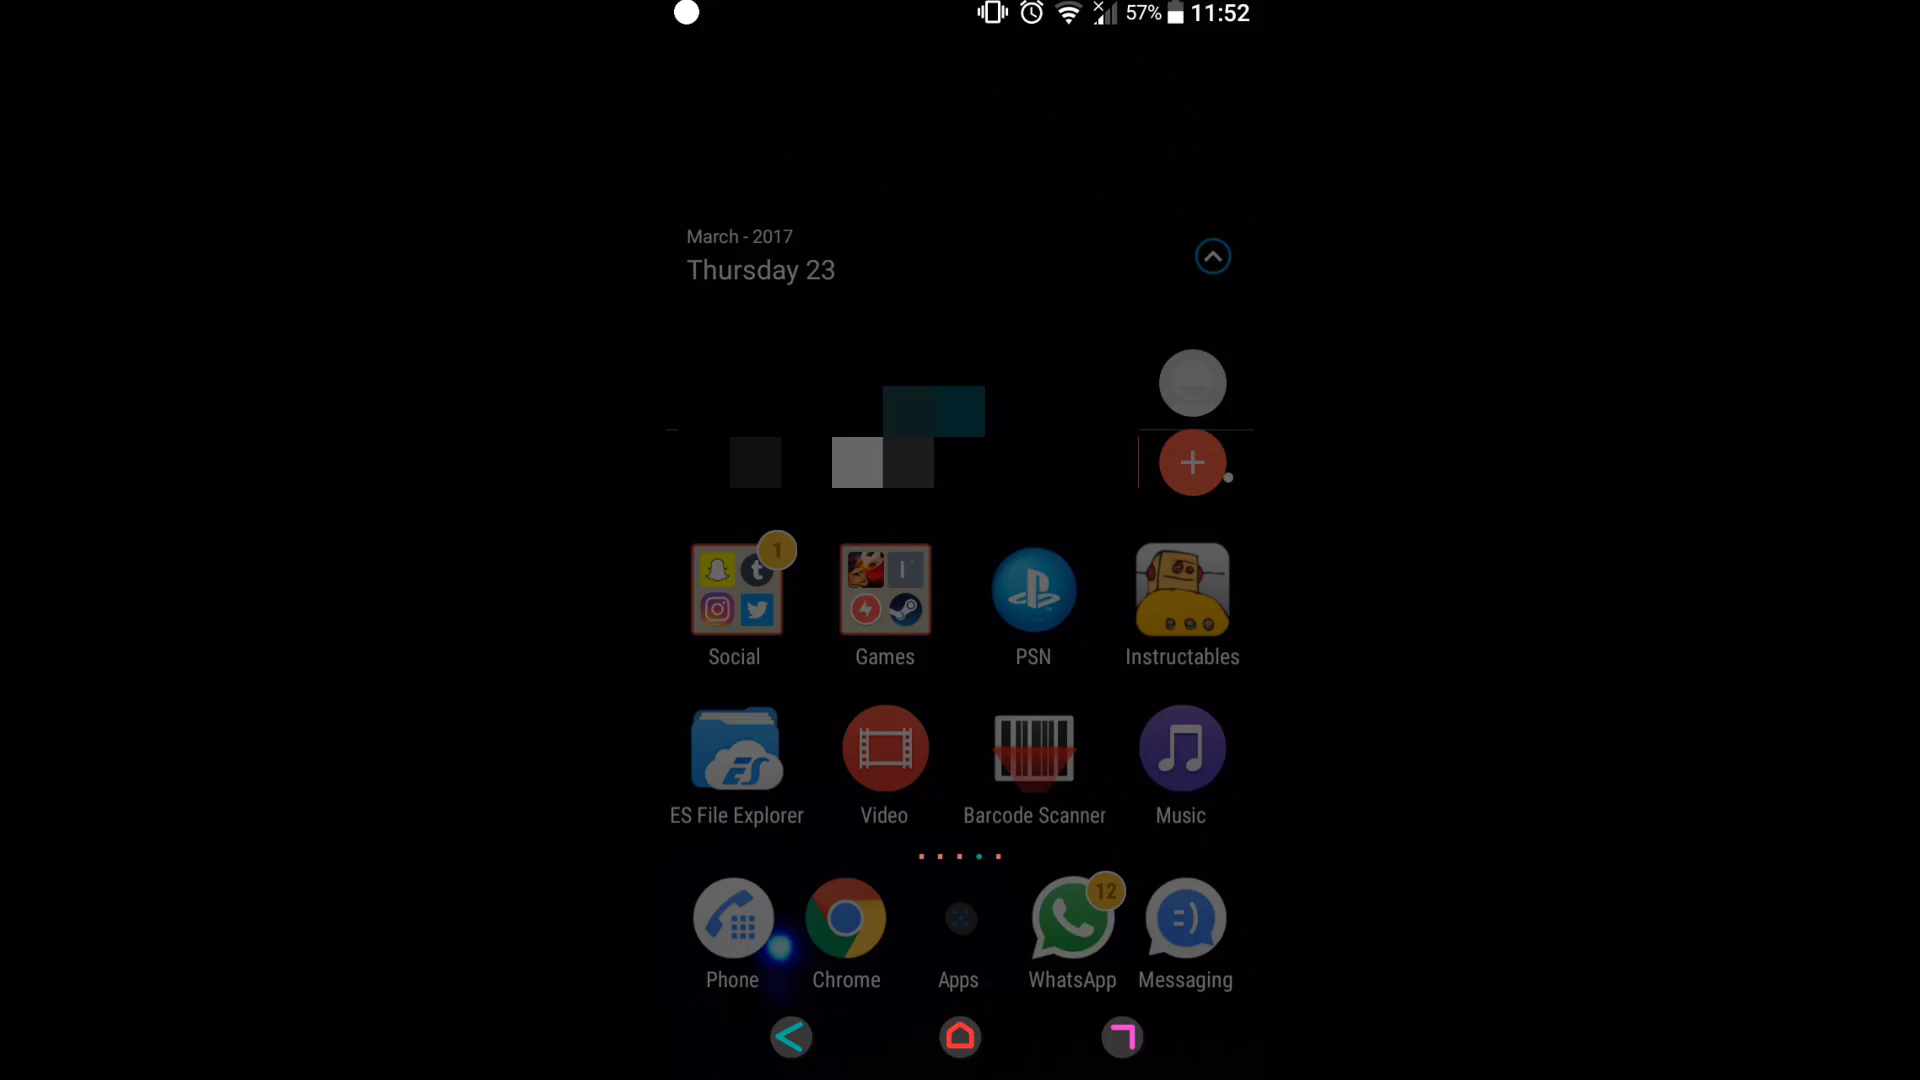 57% 11:52
March - 2017
Thursday 23
1
Social Games PSN Instructables
ES
ES File Explorer Video Barcode Scanner Music
12
Phone Chrome Apps WhatsApp Messaging